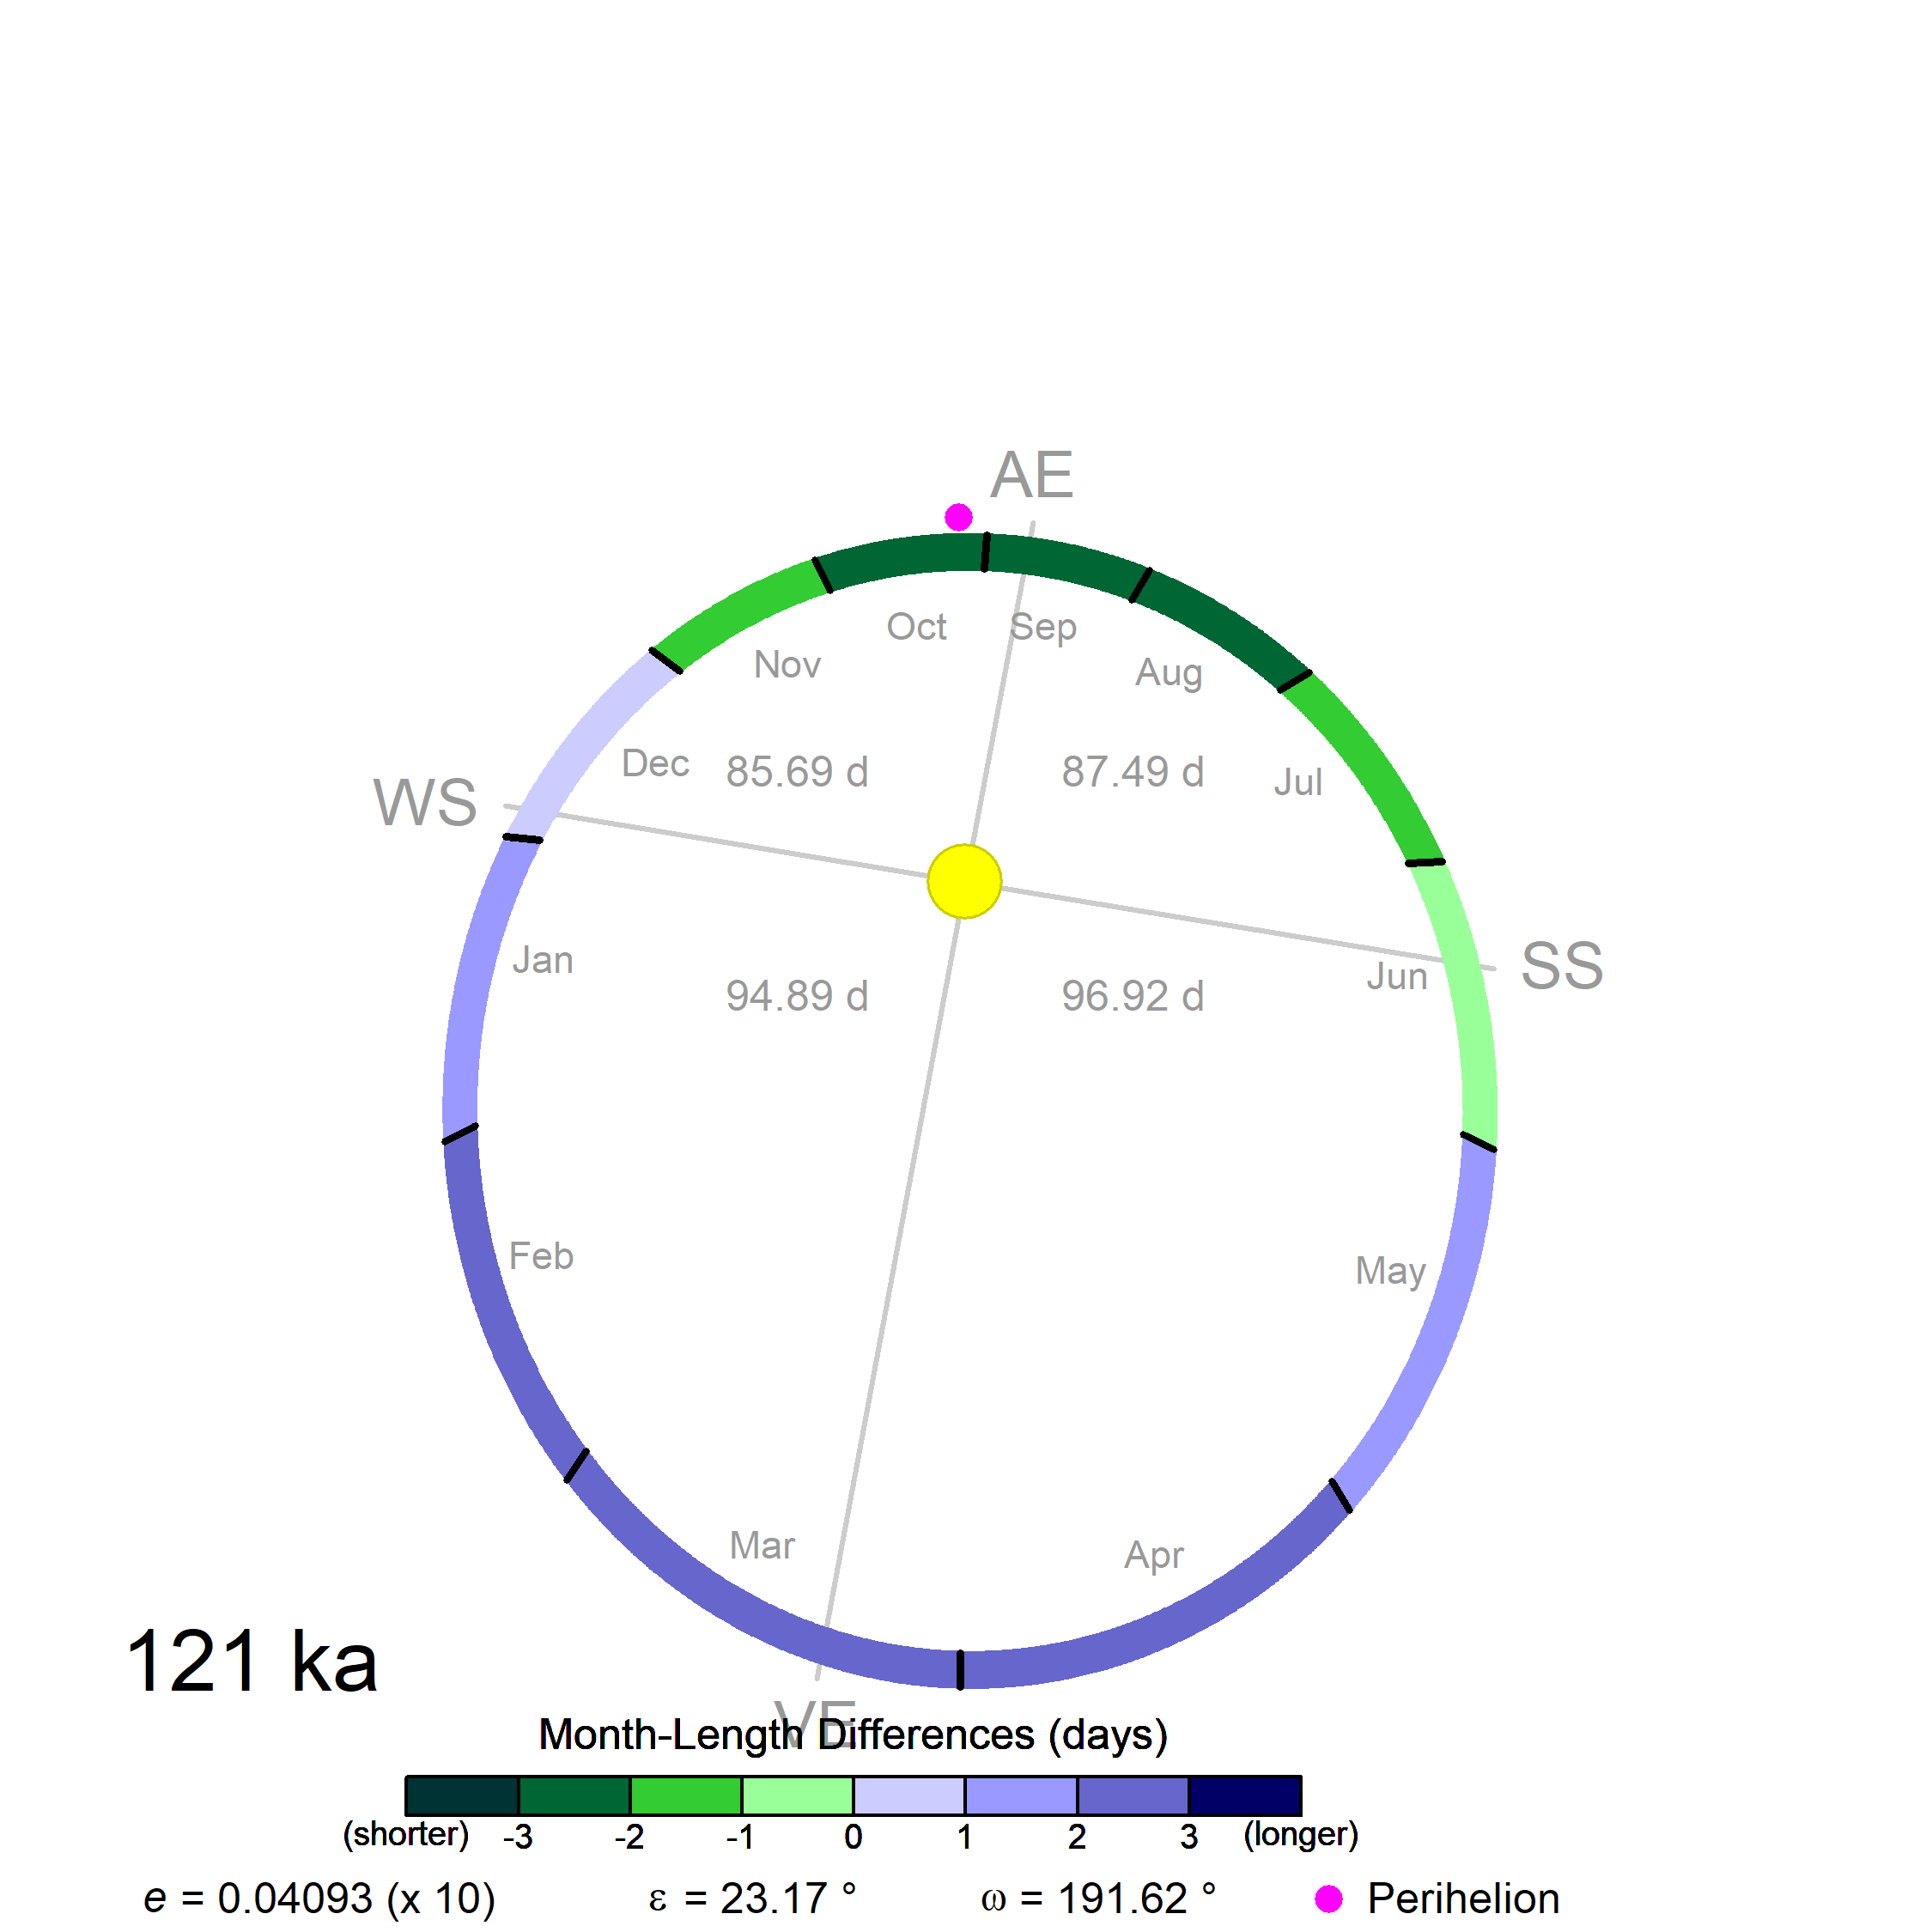 AE
Oct
Sep
Nov
Aug
Dec
85.69 d
87.49 d
Jul
WS
Jan
94.89 d
96.92 d
Jun
SS
Feb
May
Mar
Apr
121 ka
VE
Month-Length Differences (days)
(shorter) -3 -2 -1 0 1 2 3 (longer)
e = 0.04093 (x 10) ε = 23.17 ° ω = 191.62 ° Perihelion